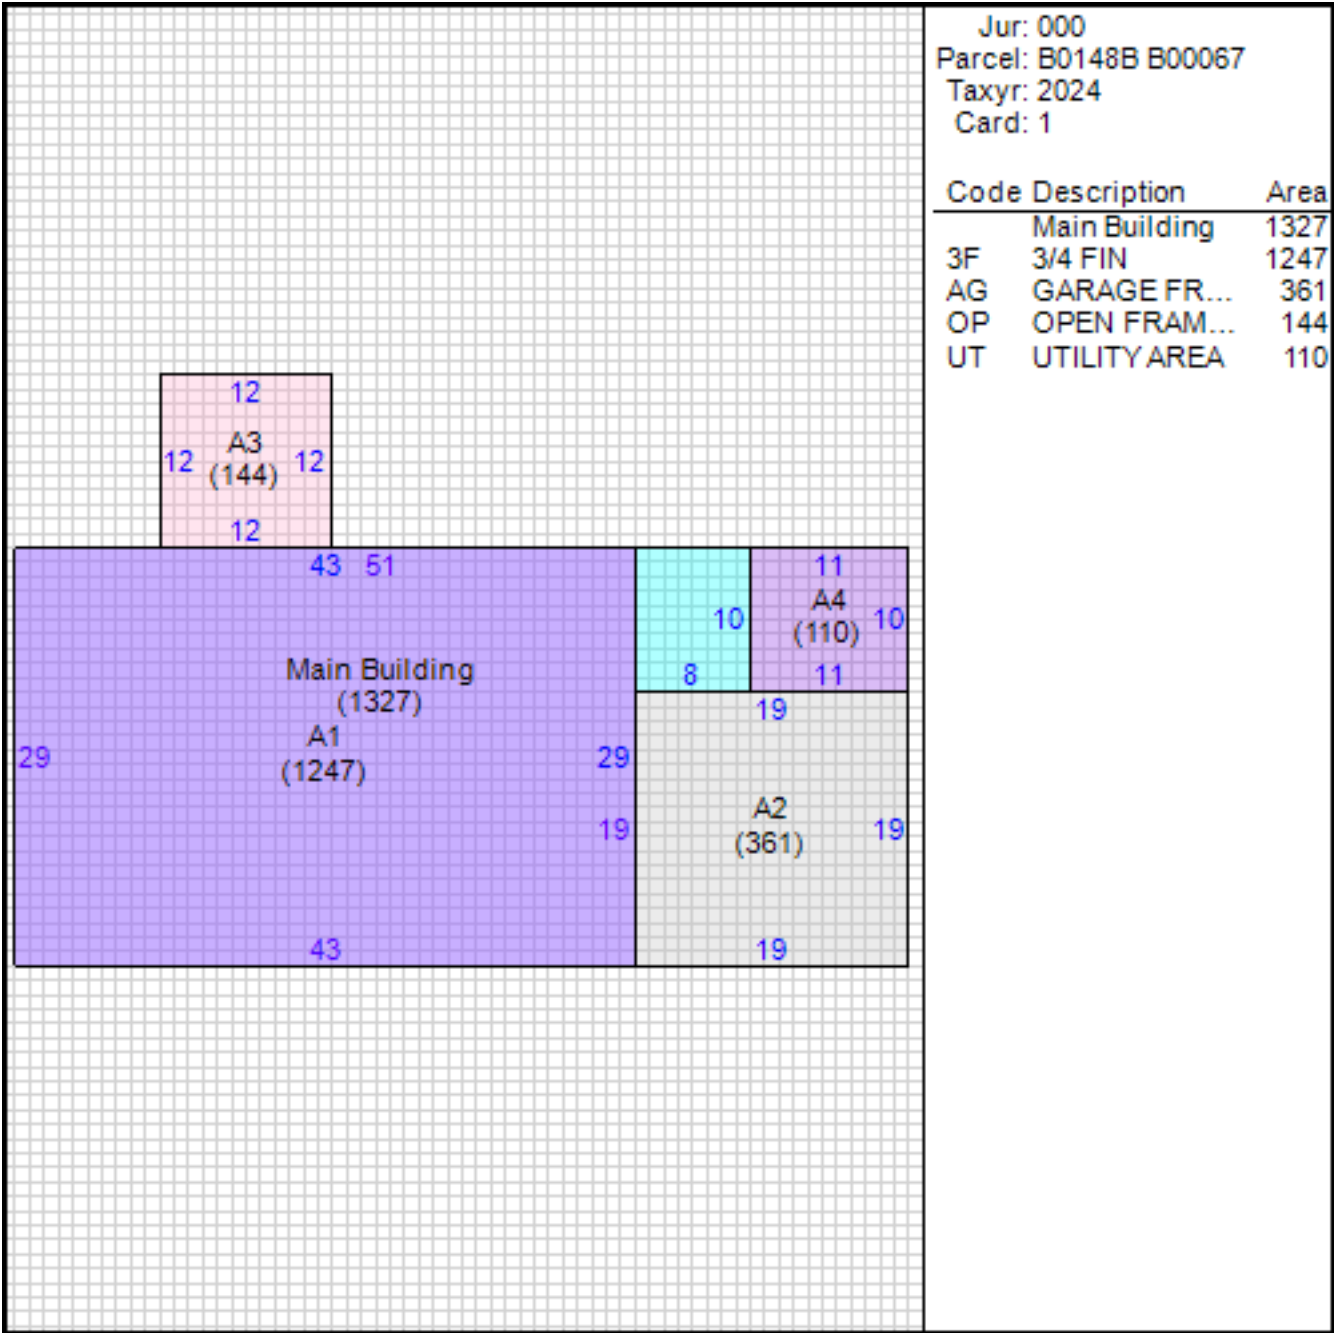 Jur: 000
Parcel: B0148B B00067
Taxyr: 2024
Card: 1
Code Description Area
Main Building 1327
3F 3/4 FIN 1247
AG GARAGE FR... 361
OP OPEN FRAM... 144
UT UTILITY AREA 110
12
A3
12 (144) 12
12
43 51 11
A4
10 (110) 10
Main Building 8 11
(1327) 19
A1
29 (1247) 29
A2
19 (361) 19
43 19